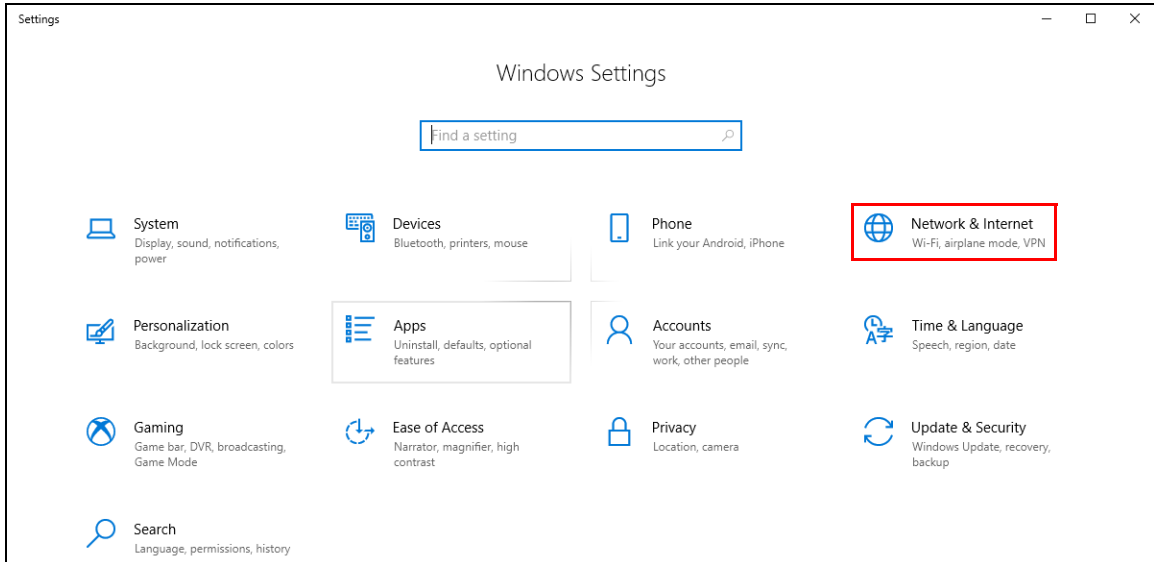 Settings
Windows Settings
Find a setting
System
Display, sound, notifications,
power
Devices
Bluetooth, printers, mouse
Phone
Link your Android, iPhone
Network & Internet
Wi-Fi, airplane mode, VPN
Personalization
Background, lock screen, colors
Apps
Uninstall, defaults, optional
features
Accounts
Your accounts, email, sync,
work, other people
Time & Language
Speech, region, date
Gaming
Game bar, DVR, broadcasting,
Game Mode
Ease of Access
Narrator, magnifier, high
contrast
Privacy
Location, camera
Update & Security
Windows Update, recovery,
backup
Search
Language, permissions, history